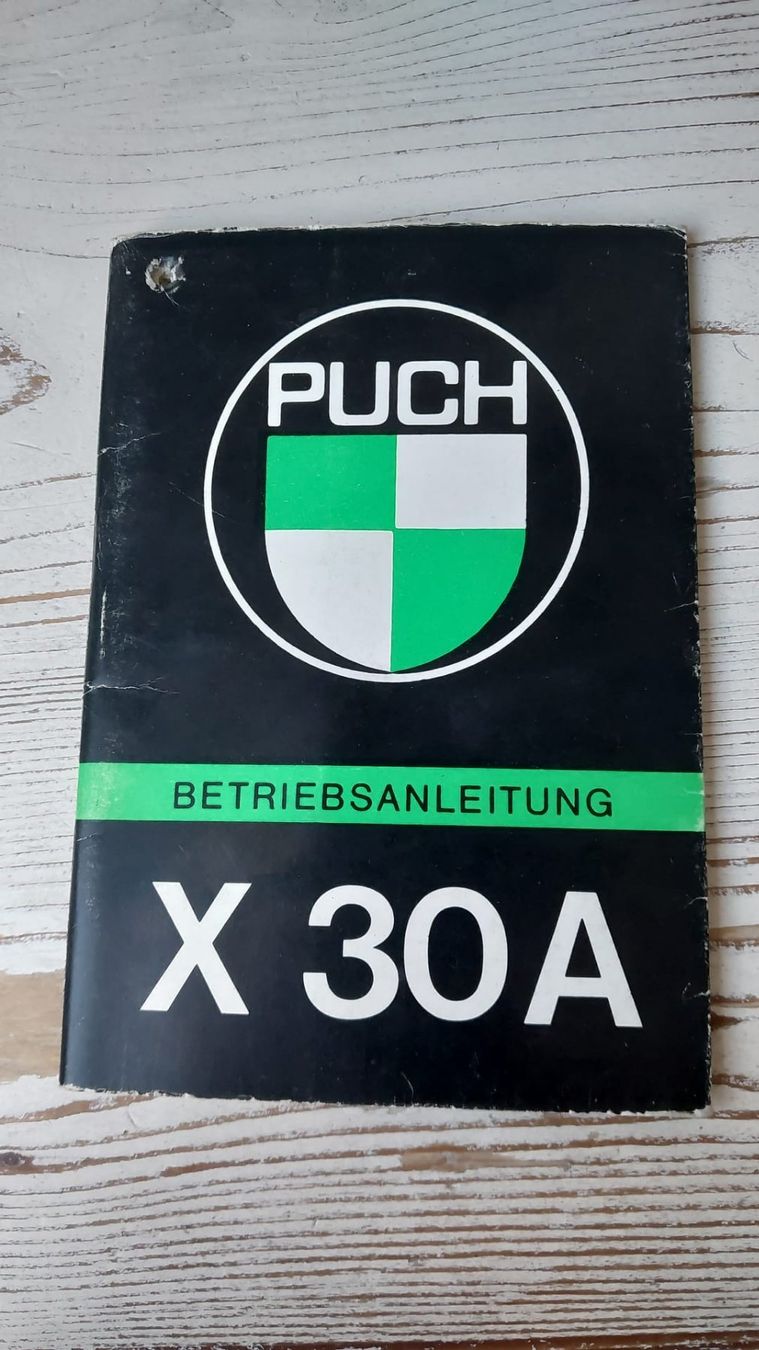 PUCH
BETRIEBSANLEITUNG
X 30 A